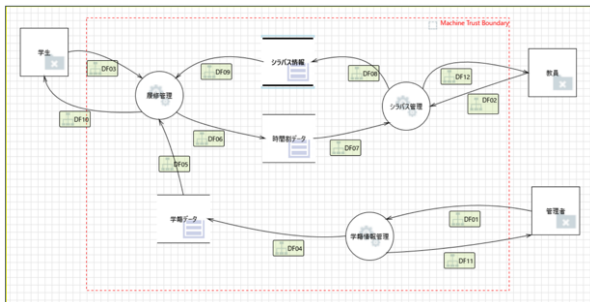 Machine Trust Boundary
学生
DF03
DF09
シラバス情報
DF08
DF12
教員
履修管理
シラバス管理
DF02
DF10
DF06
時間割データ
DF07
DF05
学籍データ
DF01
管理者
DF04
学籍情報管理
DF11